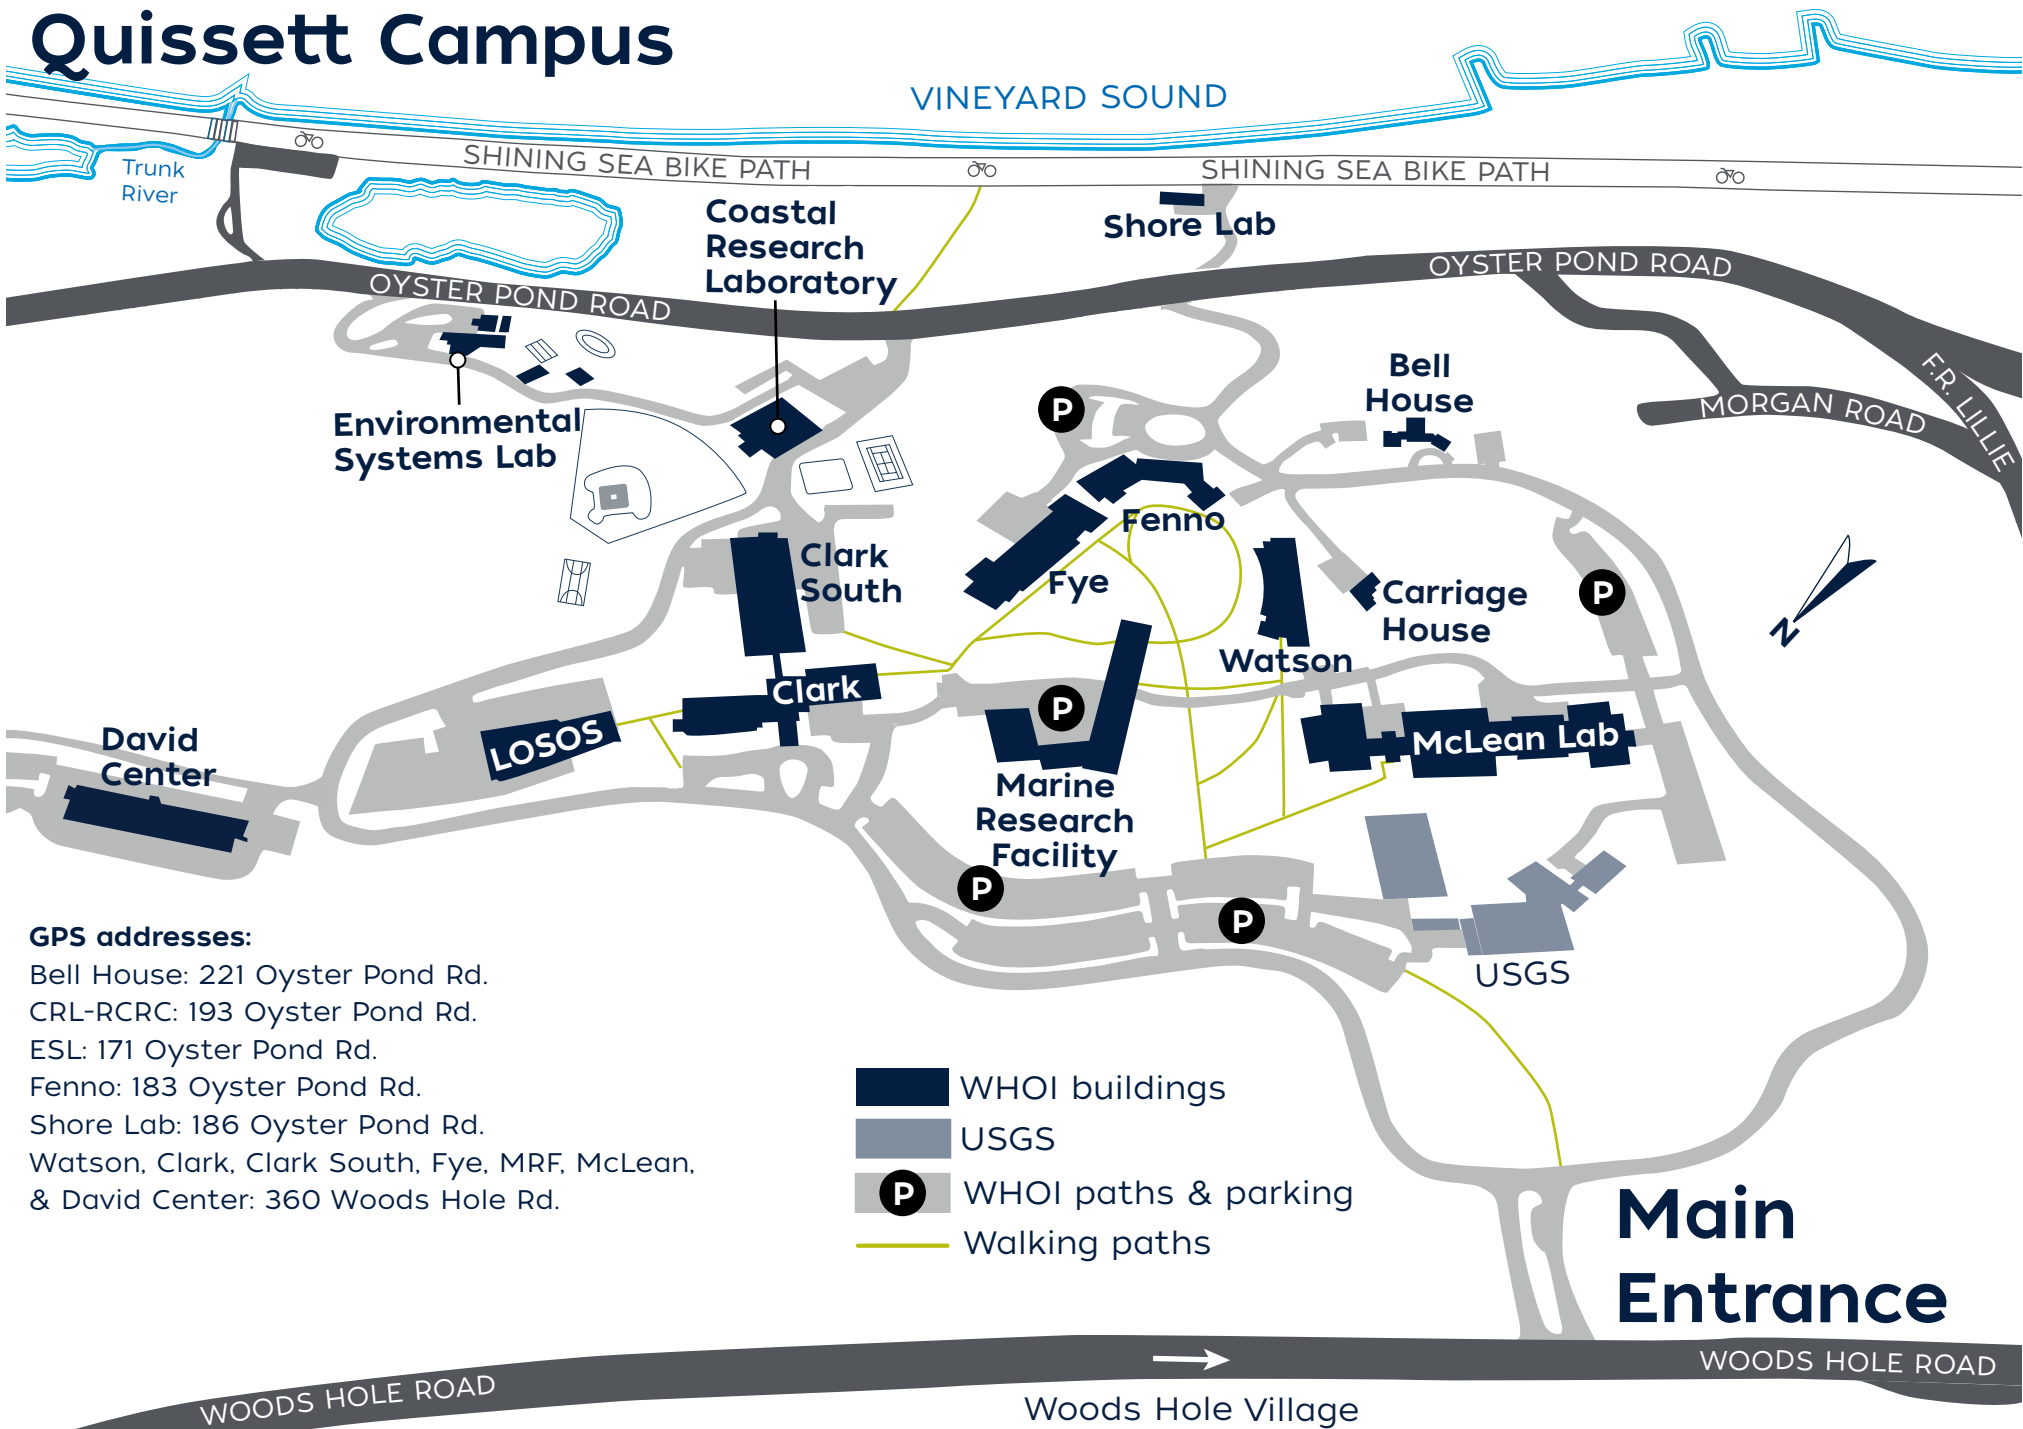 Quissett Campus
VINEYARD SOUND
Trunk
River
SHINING SEA BIKE PATH
SHINING SEA BIKE PATH
Coastal
Research
Laboratory
Shore Lab
OYSTER POND ROAD
OYSTER POND ROAD
F.R. LILLIE
MORGAN ROAD
Bell
House
P
Environmental
Systems Lab
Fenno
Clark
South
Fye
Carriage
House
P
N
Watson
Clark
P
LOSOS
McLean Lab
David
Center
Marine
Research
Facility
P
P
USGS
GPS addresses:
Bell House: 221 Oyster Pond Rd.
CRL-RCRC: 193 Oyster Pond Rd.
ESL: 171 Oyster Pond Rd.
Fenno: 183 Oyster Pond Rd.
Shore Lab: 186 Oyster Pond Rd.
Watson, Clark, Clark South, Fye, MRF, McLean,
& David Center: 360 Woods Hole Rd.
WHOI buildings
USGS
P WHOI paths & parking
Walking paths
Main
Entrance
WOODS HOLE ROAD
WOODS HOLE ROAD
Woods Hole Village